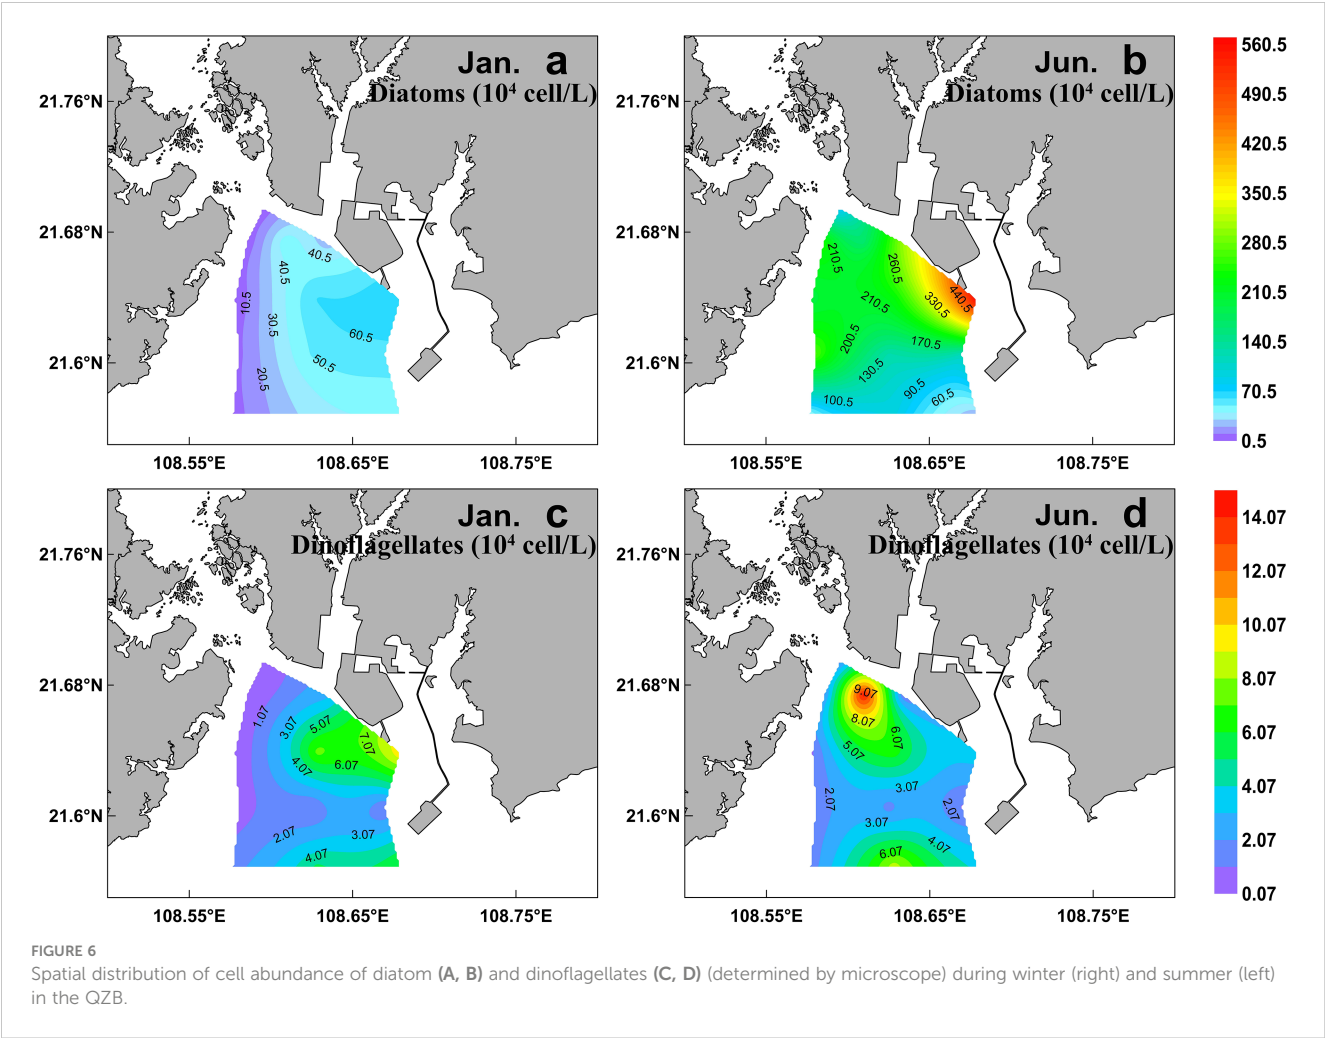 Jan. a
Diatoms (10⁴ cell/L)
21.76°N
21.68°N
21.6°N
108.55°E
108.65°E
108.75°E
40.5
40.5
10.5
30.5
60.5
50.5
20.5
Jun. b
Diatoms (10⁴ cell/L)
21.76°N
21.68°N
21.6°N
108.55°E
108.65°E
108.75°E
210.5
260.5
440.5
210.5
330.5
200.5
170.5
130.5
90.5
100.5
60.5
560.5
490.5
420.5
350.5
280.5
210.5
140.5
70.5
0.5
Jan. c
Dinoflagellates (10⁴ cell/L)
21.76°N
21.68°N
21.6°N
108.55°E
108.65°E
108.75°E
1.07
3.07
5.07
7.07
4.07
6.07
2.07
3.07
4.07
Jun. d
Dinoflagellates (10⁴ cell/L)
21.76°N
21.68°N
21.6°N
108.55°E
108.65°E
108.75°E
9.07
8.07
6.07
5.07
3.07
2.07
2.07
3.07
4.07
6.07
14.07
12.07
10.07
8.07
6.07
4.07
2.07
0.07
FIGURE 6
Spatial distribution of cell abundance of diatom (A, B) and dinoflagellates (C, D) (determined by microscope) during winter (right) and summer (left)
in the QZB.